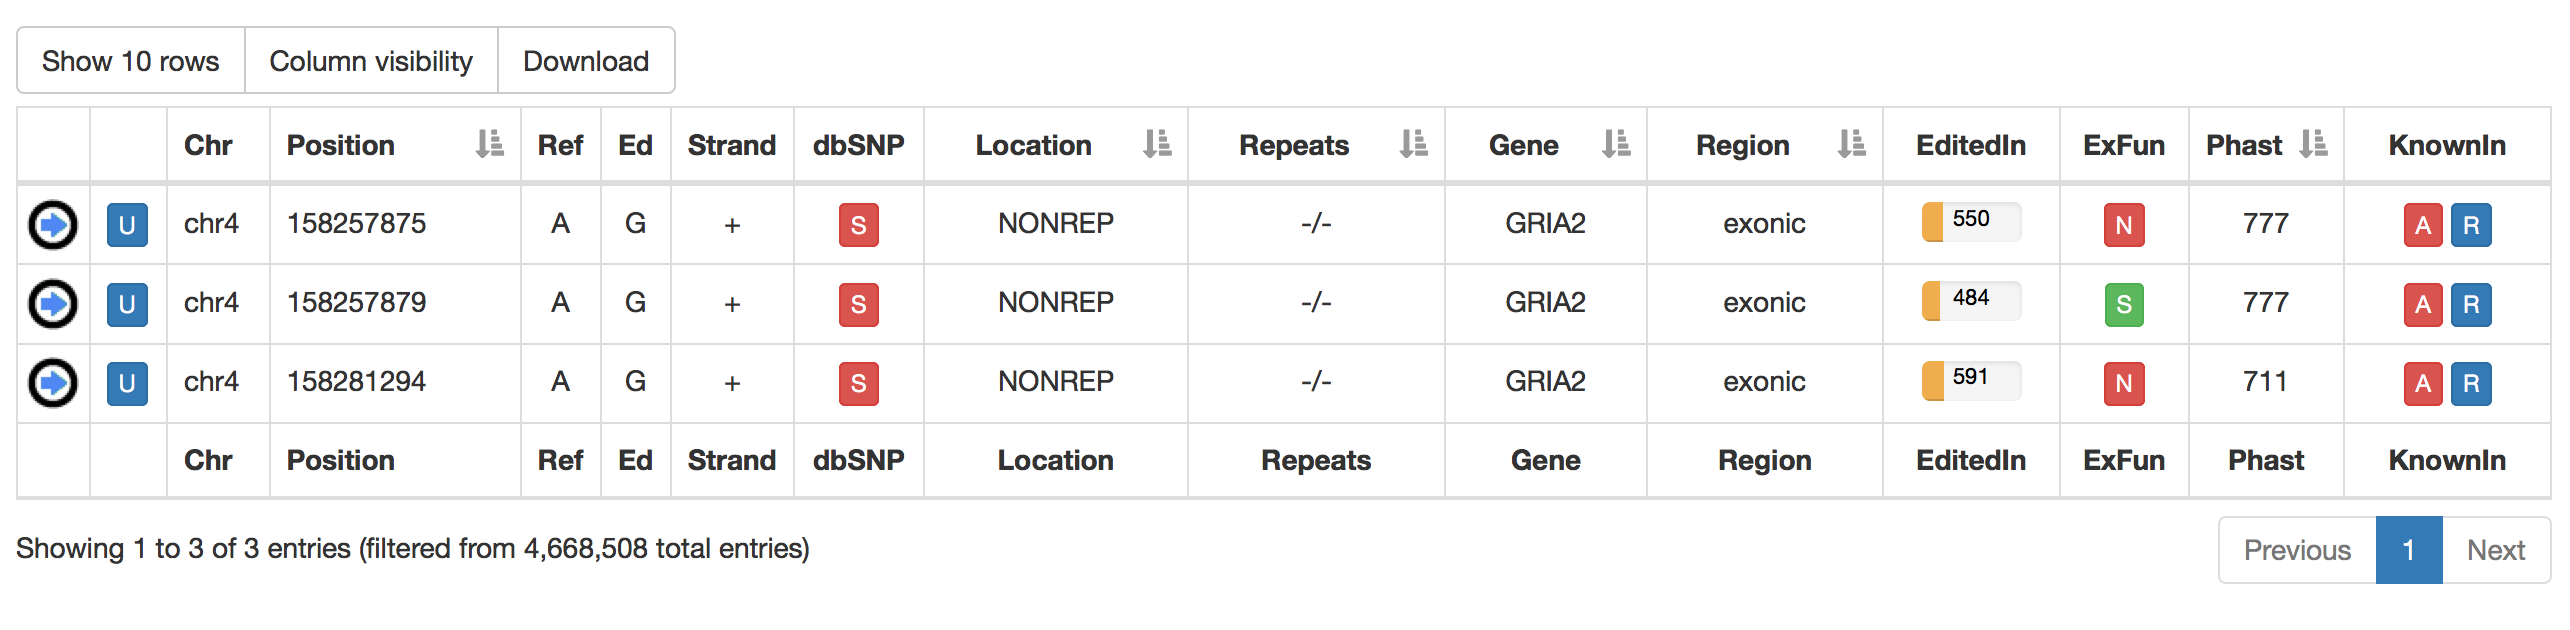 Show 10 rows Column visibility Download
Chr Position Ref Ed Strand dbSNP Location Repeats Gene Region EditedIn ExFun Phast KnownIn
U chr4 158257875 A G + S NONREP -/- GRIA2 exonic 550 N 777 A R
U chr4 158257879 A G + S NONREP -/- GRIA2 exonic 484 S 777 A R
U chr4 158281294 A G + S NONREP -/- GRIA2 exonic 591 N 711 A R
Chr Position Ref Ed Strand dbSNP Location Repeats Gene Region EditedIn ExFun Phast KnownIn
Showing 1 to 3 of 3 entries (filtered from 4,668,508 total entries) Previous 1 Next